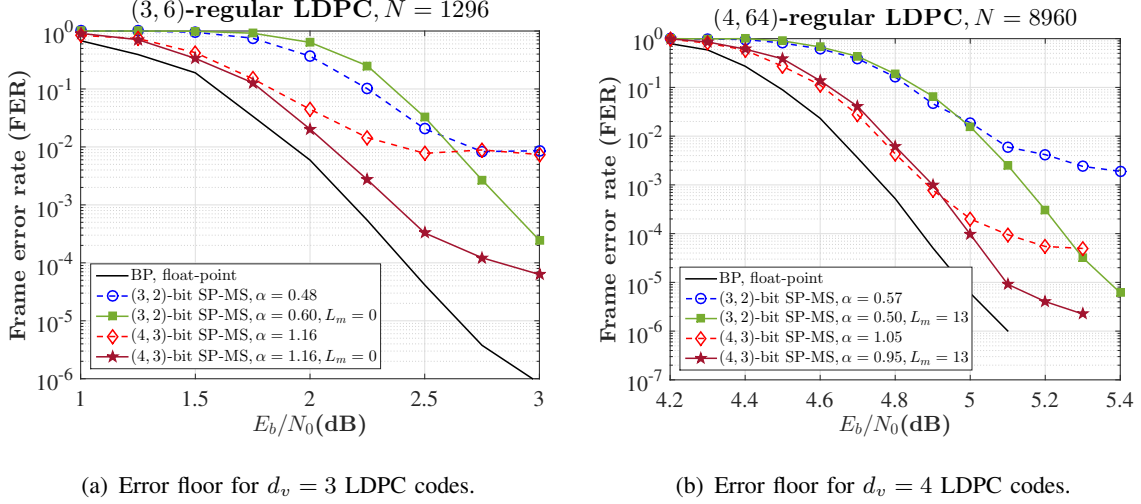 (3, 6)-regular LDPC, N = 1296
Frame error rate (FER)
10^0
10^-1
10^-2
10^-3
10^-4
10^-5
10^-6
BP, float-point
(3, 2)-bit SP-MS, α = 0.48
(3, 2)-bit SP-MS, α = 0.60, L_m = 0
(4, 3)-bit SP-MS, α = 1.16
(4, 3)-bit SP-MS, α = 1.16, L_m = 0
1 1.5 2 2.5 3
E_b/N_0(dB)
(a) Error floor for d_v = 3 LDPC codes.
(4, 64)-regular LDPC, N = 8960
Frame error rate (FER)
10^0
10^-1
10^-2
10^-3
10^-4
10^-5
10^-6
10^-7
BP, float-point
(3, 2)-bit SP-MS, α = 0.57
(3, 2)-bit SP-MS, α = 0.50, L_m = 13
(4, 3)-bit SP-MS, α = 1.05
(4, 3)-bit SP-MS, α = 0.95, L_m = 13
4.2 4.4 4.6 4.8 5 5.2 5.4
E_b/N_0(dB)
(b) Error floor for d_v = 4 LDPC codes.